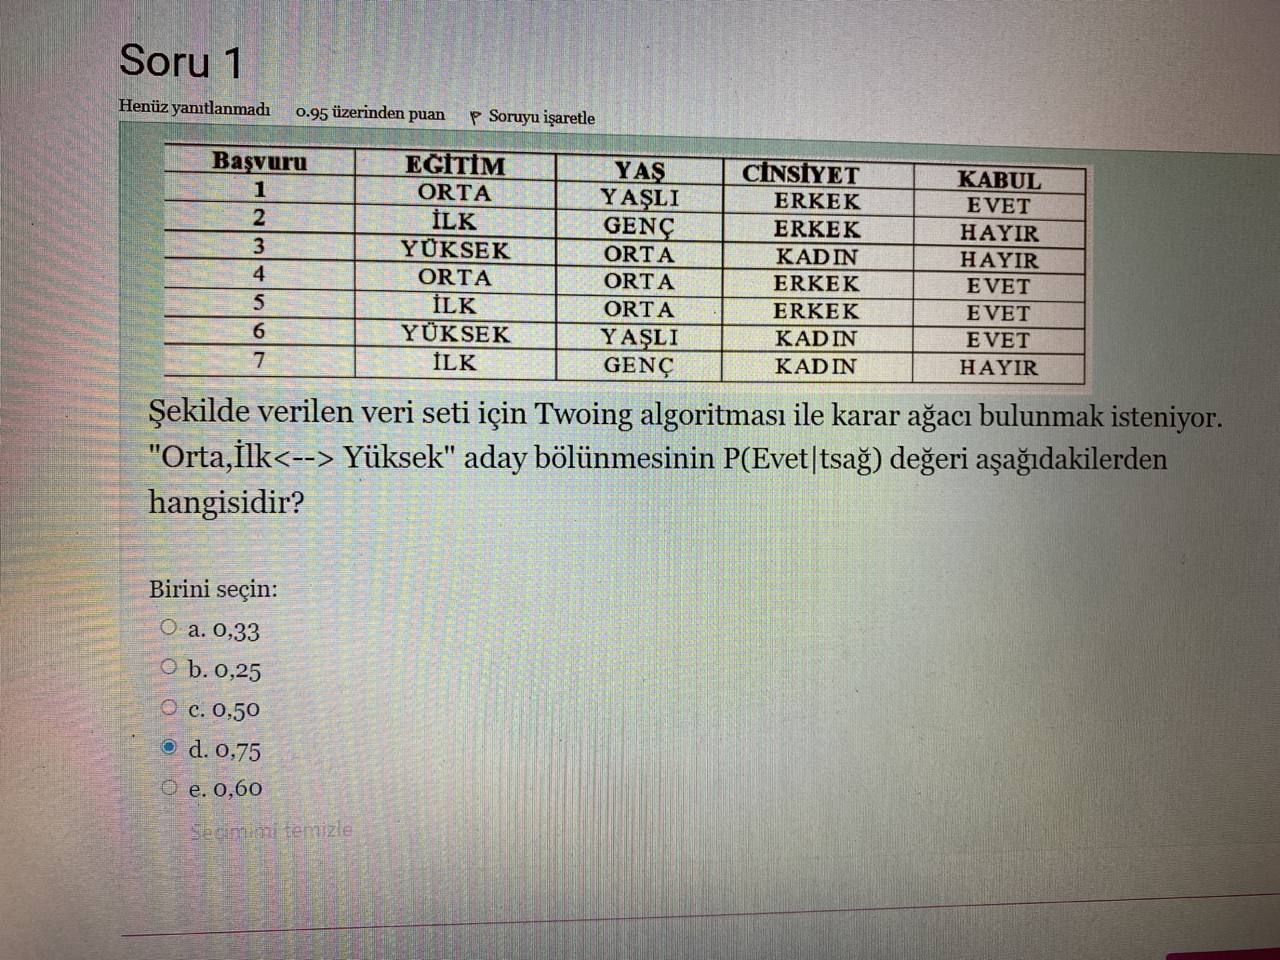 Soru 1
Henüz yanıtlanmadı 0.95 üzerinden puan Soruyu işaretle
Başvuru EĞİTİM YAŞ CİNSİYET KABUL
1 ORTA YAŞLI ERKEK EVET
2 İLK GENÇ ERKEK HAYIR
3 YÜKSEK ORTA KADIN HAYIR
4 ORTA ORTA ERKEK EVET
5 İLK ORTA ERKEK EVET
6 YÜKSEK YAŞLI KADIN EVET
7 İLK GENÇ KADIN HAYIR
Şekilde verilen veri seti için Twoing algoritması ile karar ağacı bulunmak isteniyor.
"Orta,İlk<--> Yüksek" aday bölünmesinin P(Evet|tsağ) değeri aşağıdakilerden
hangisidir?
Birini seçin:
a. 0,33
b. 0,25
c. 0,50
d. 0,75
e. 0,60
Seçimimi temizle